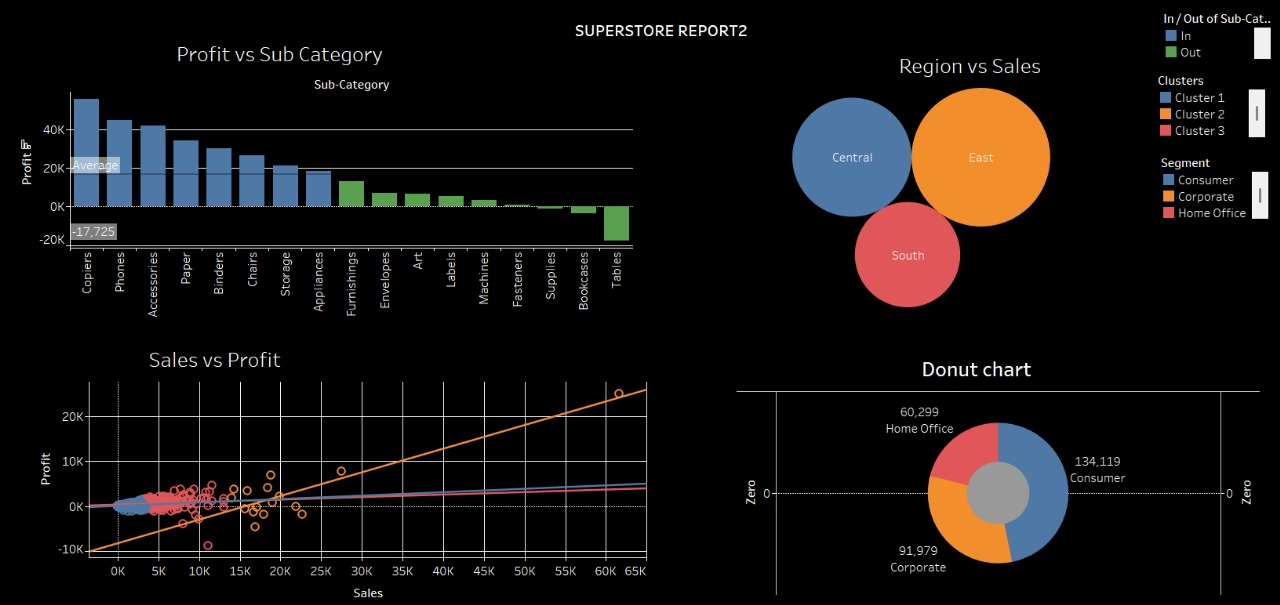 SUPERSTORE REPORT2
In / Out of Sub-Cat..
In
Out
Clusters
Cluster 1
Cluster 2
Cluster 3
Segment
Consumer
Corporate
Home Office
Profit vs Sub Category
Sub-Category
Profit
40K
20K
0K
-20K
Average
-17,725
Copiers
Phones
Accessories
Paper
Binders
Chairs
Storage
Appliances
Furnishings
Envelopes
Art
Labels
Machines
Fasteners
Supplies
Bookcases
Tables
Region vs Sales
Central
East
South
Sales vs Profit
Profit
20K
10K
0K
-10K
0K 5K 10K 15K 20K 25K 30K 35K 40K 45K 50K 55K 60K 65K
Sales
Donut chart
Zero
0
60,299
Home Office
134,119
Consumer
91,979
Corporate
0
Zero